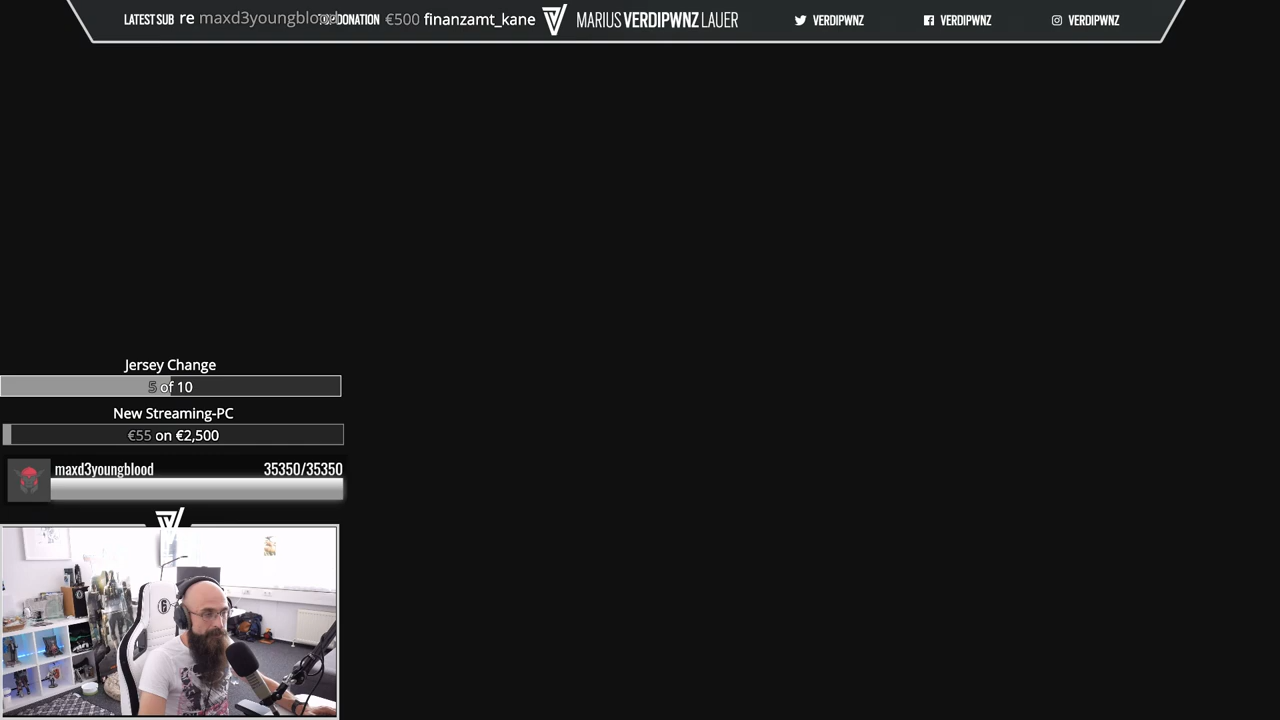 LATEST SUB re maxd3youngblood
DONATION €500 finanzamt_kane
MARIUS VERDIPWNZ LAUER
VERDIPWNZ
VERDIPWNZ
VERDIPWNZ
Jersey Change
5 of 10
New Streaming-PC
€55 on €2,500
maxd3youngblood 35350/35350